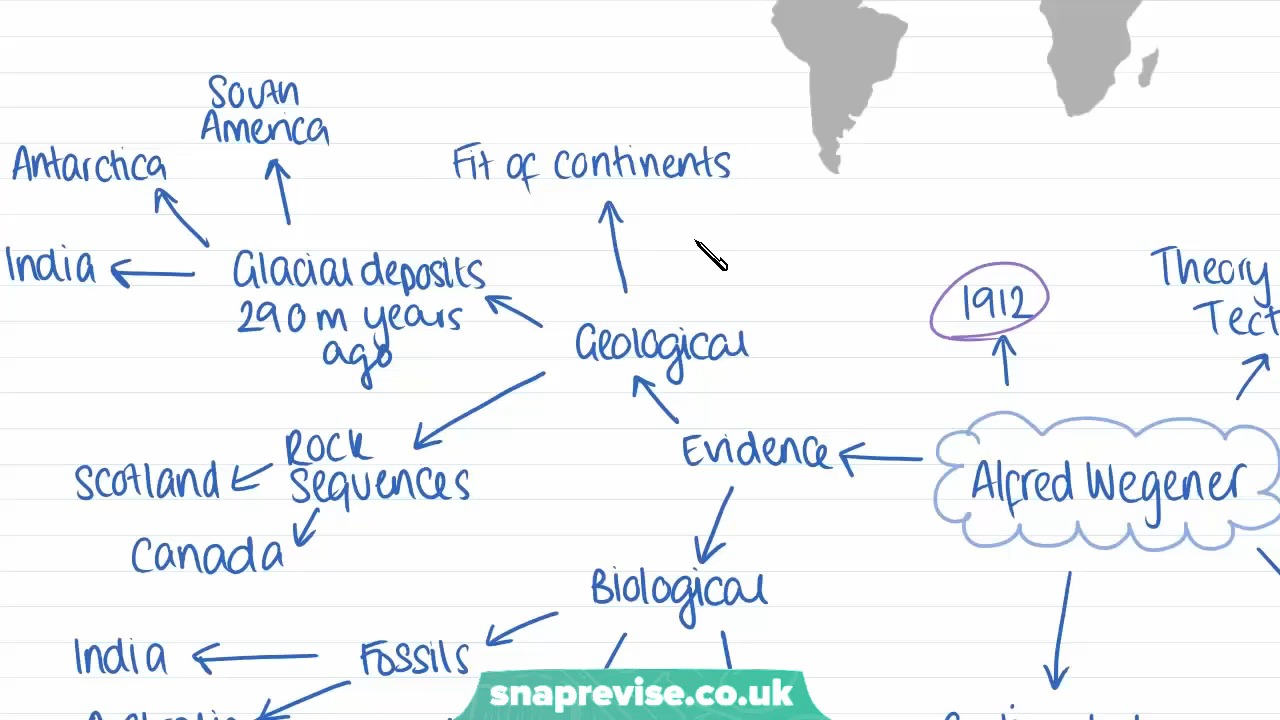 South
America
Antarctica
Fit of continents
India
Glacial deposits
290 m years
ago
Geological
1912
Theory
Tect
Rock
Sequences
Scotland
Canada
Evidence
Alfred Wegener
Biological
India
Fossils
snaprevise.co.uk